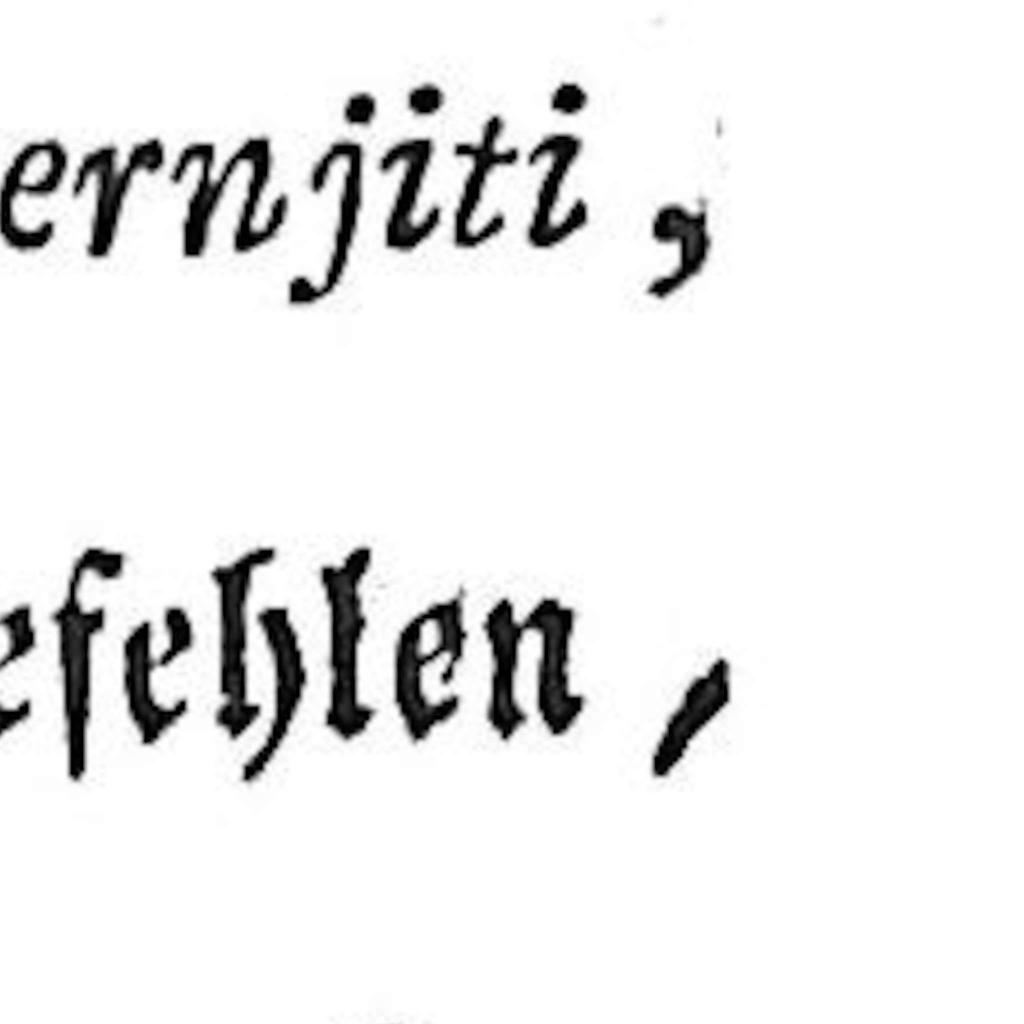 ernjiti ,
efehlen ,